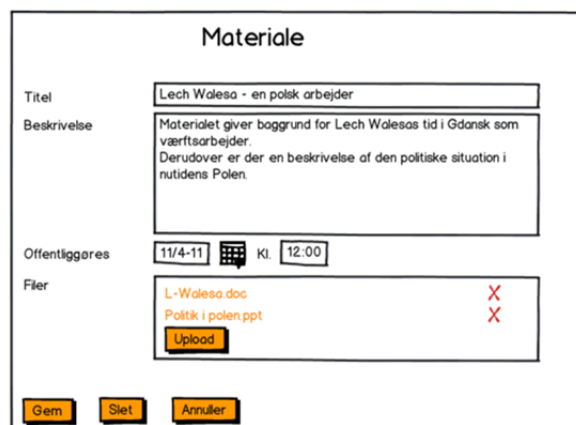 Materiale
Titel
Lech Walesa - en polsk arbejder
Beskrivelse
Materialet giver baggrund for Lech Walesas tid i Gdansk som
værftsarbejder.
Derudover er der en beskrivelse af den politiske situation i
nutidens Polen.
Offentliggøres 11/4-11 Kl. 12:00
Filer
L-Walesa.doc X
Politik i polen.ppt X
Upload
Gem Slet Annuller